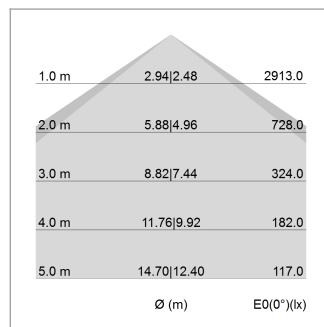 1.0 m 2.94|2.48 2913.0
2.0 m 5.88|4.96 728.0
3.0 m 8.82|7.44 324.0
4.0 m 11.76|9.92 182.0
5.0 m 14.70|12.40 117.0
Ø (m) E0(0°)(lx)